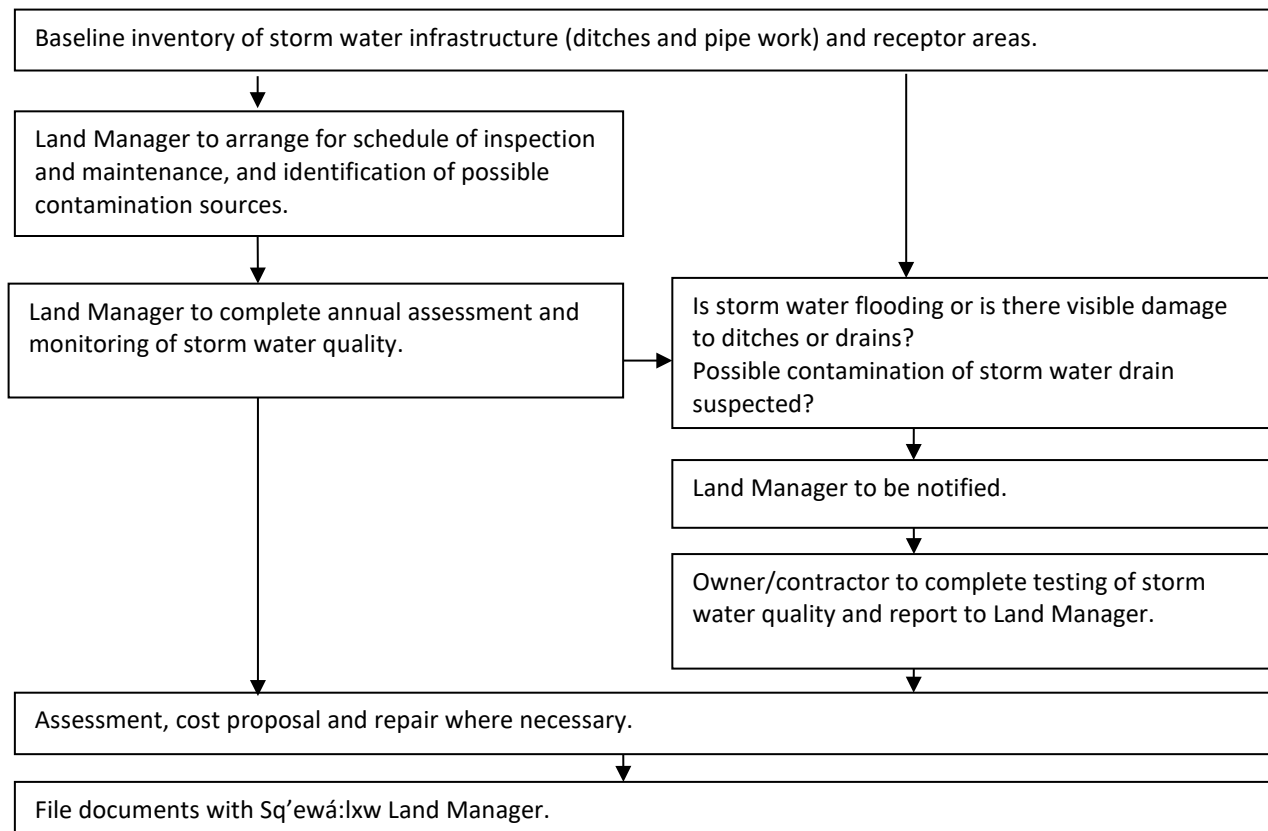 Baseline inventory of storm water infrastructure (ditches and pipe work) and receptor areas.
Land Manager to arrange for schedule of inspection
and maintenance, and identification of possible
contamination sources.
Land Manager to complete annual assessment and
monitoring of storm water quality.
Is storm water flooding or is there visible damage
to ditches or drains?
Possible contamination of storm water drain
suspected?
Land Manager to be notified.
Owner/contractor to complete testing of storm
water quality and report to Land Manager.
Assessment, cost proposal and repair where necessary.
File documents with Sq’ewá:lxw Land Manager.